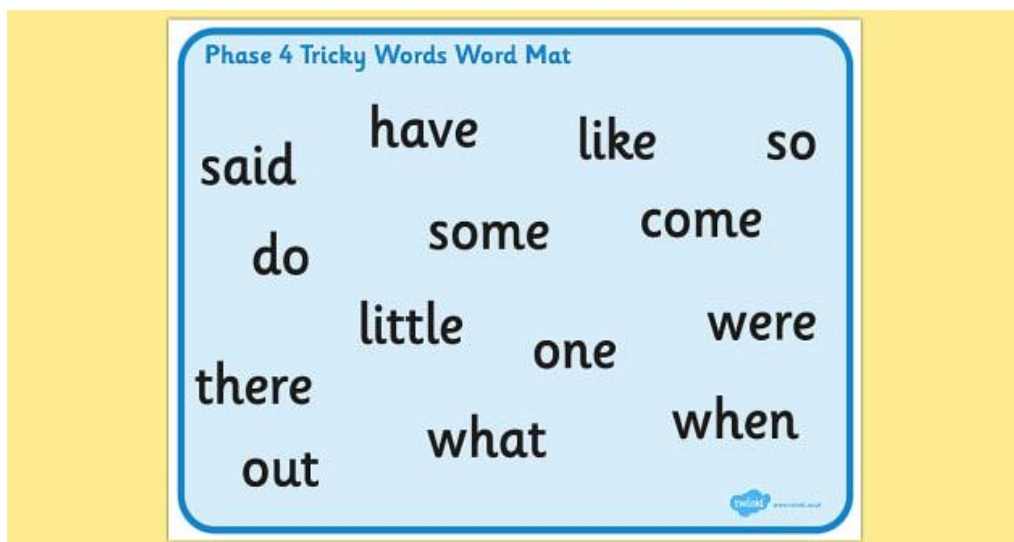 Phase 4 Tricky Words Word Mat
have
like
so
said
some
come
do
little
one
were
there
what
when
out
twinkl